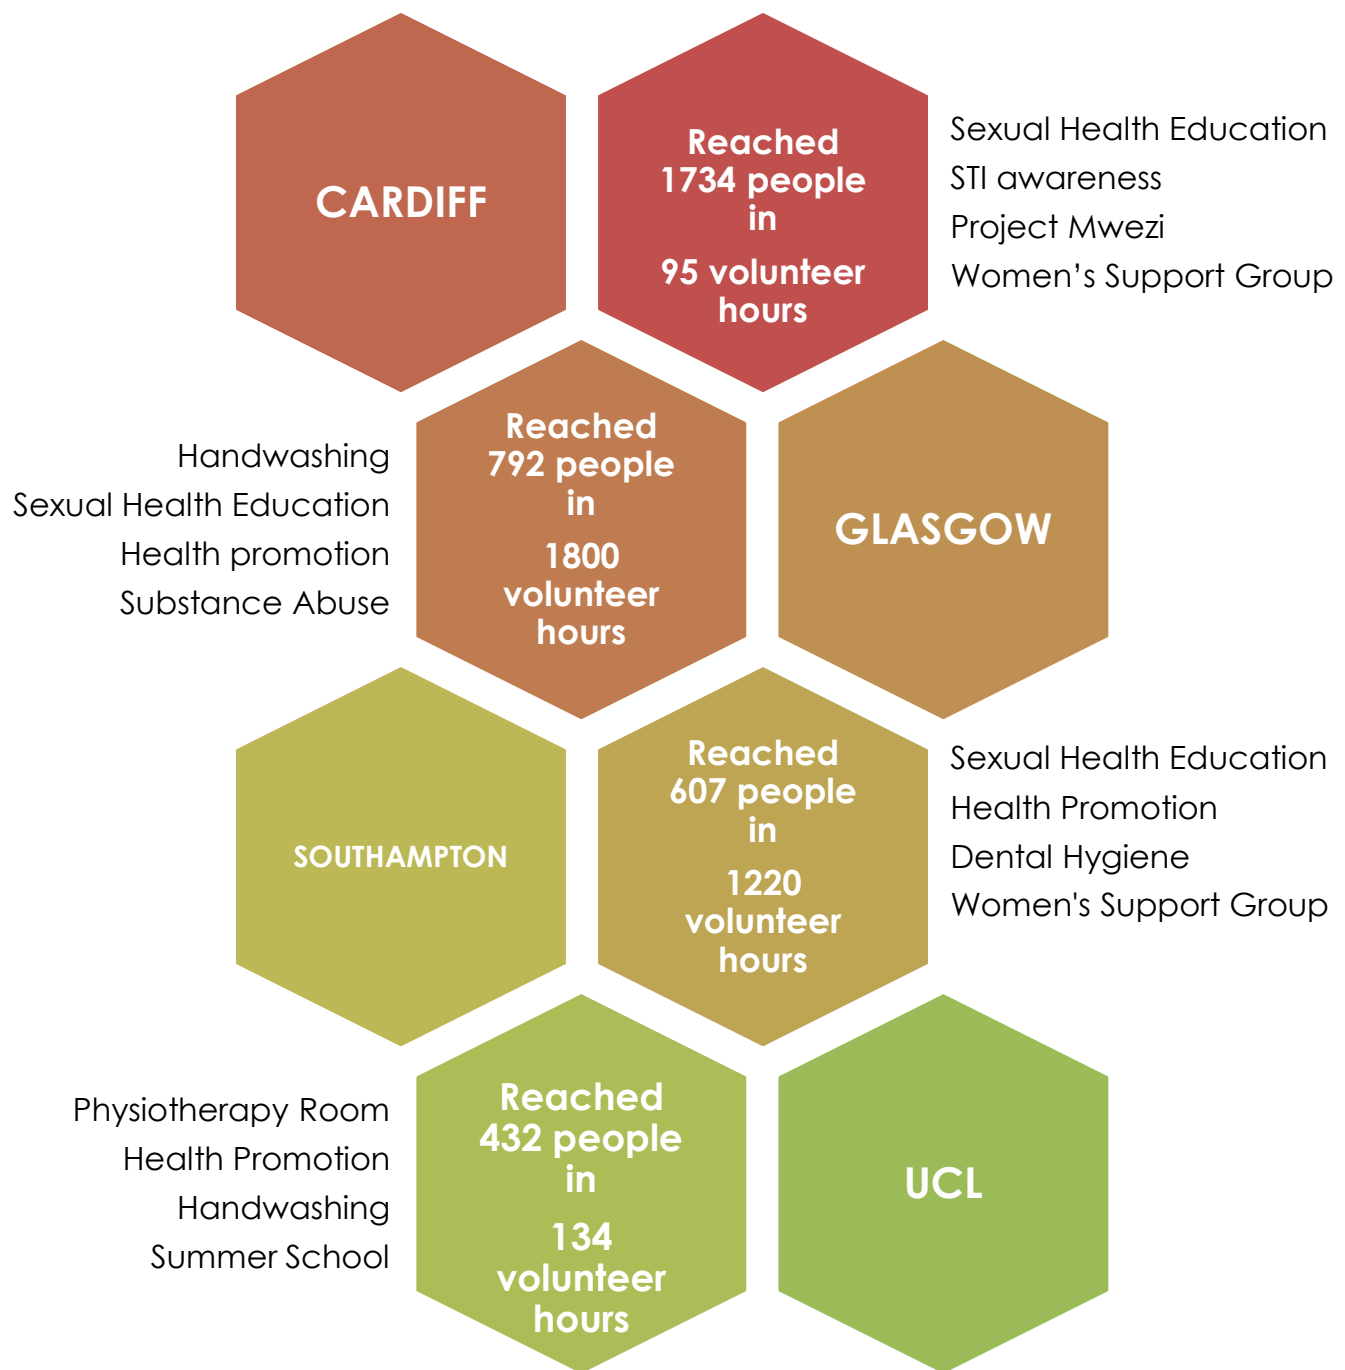 CARDIFF
Reached
1734 people
in
95 volunteer
hours
Sexual Health Education
STI awareness
Project Mwezi
Women’s Support Group
Handwashing
Sexual Health Education
Health promotion
Substance Abuse
Reached
792 people
in
1800
volunteer
hours
GLASGOW
SOUTHAMPTON
Reached
607 people
in
1220
volunteer
hours
Sexual Health Education
Health Promotion
Dental Hygiene
Women's Support Group
Physiotherapy Room
Health Promotion
Handwashing
Summer School
Reached
432 people
in
134
volunteer
hours
UCL